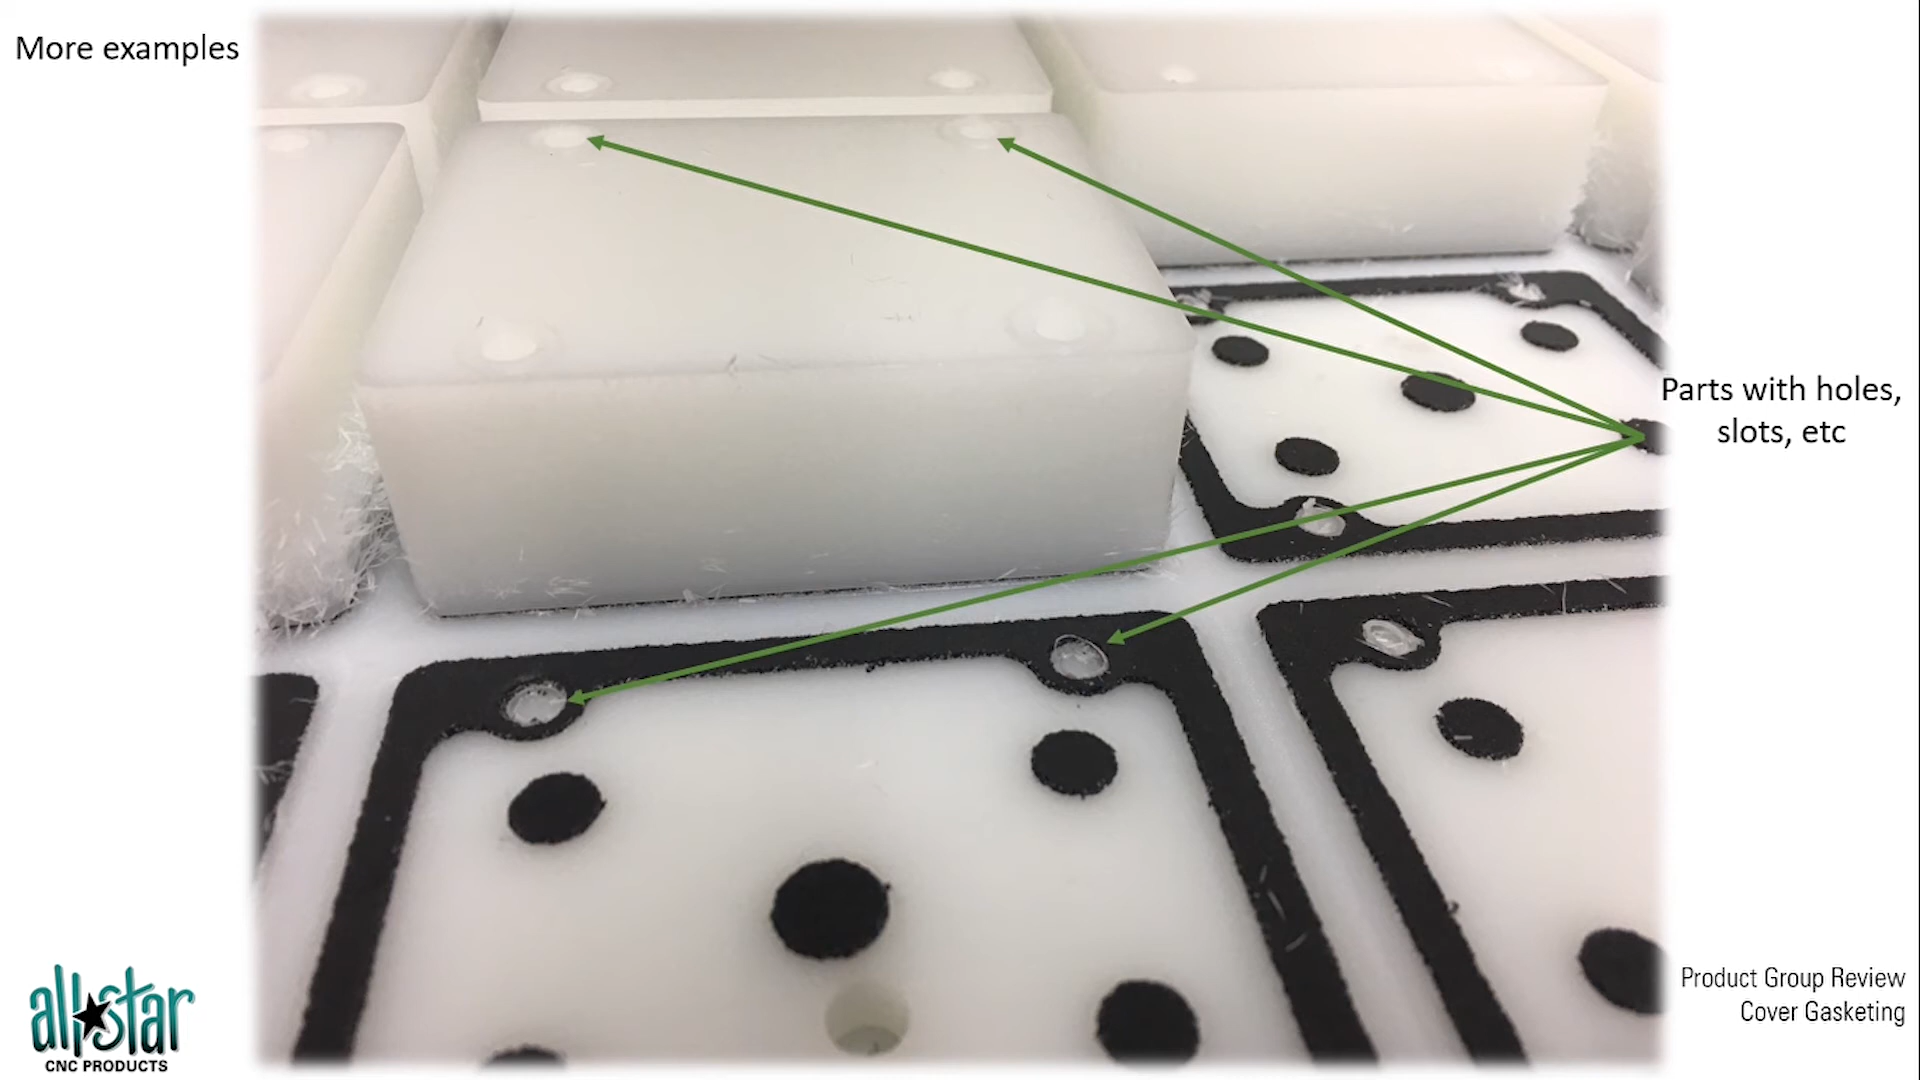 More examples
Parts with holes,
slots, etc
Product Group Review
Cover Gasketing
allstar
CNC PRODUCTS